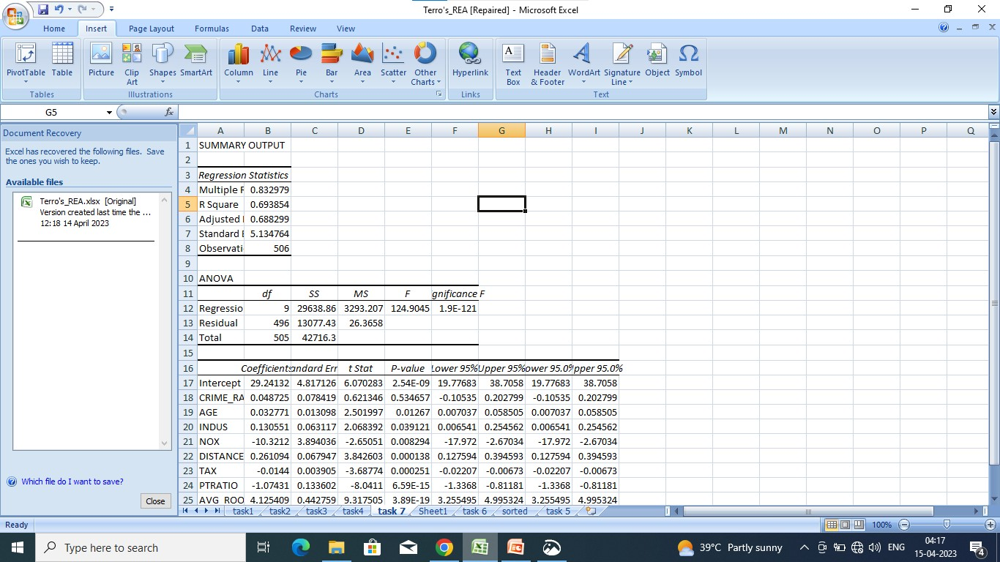 Terro's_REA [Repaired] - Microsoft Excel
Home Insert Page Layout Formulas Data Review View
PivotTable Table Picture Clip Art Shapes SmartArt Column Line Pie Bar Area Scatter Other Charts Hyperlink Text Box Header & Footer WordArt Signature Line Object Symbol
Tables Illustrations Charts Links Text
G5 fx
Document Recovery
Excel has recovered the following files. Save
the ones you wish to keep.
Available files
Terro's_REA.xlsx [Original]
Version created last time the ...
12:18 14 April 2023
Which file do I want to save?
Close
A B C D E F G H I J K L M N O P Q
1 SUMMARY OUTPUT
2
3 Regression Statistics
4 Multiple F 0.832979
5 R Square 0.693854
6 Adjusted 0.688299
7 Standard E 5.134764
8 Observati 506
9
10 ANOVA
11 df SS MS F gnificance F
12 Regressio 9 29638.86 3293.207 124.9045 1.9E-121
13 Residual 496 13077.43 26.3658
14 Total 505 42716.3
15
16 Coefficients andard Err t Stat P-value Lower 95% Upper 95% ower 95.0% pper 95.0%
17 Intercept 29.24132 4.817126 6.070283 2.54E-09 19.77683 38.7058 19.77683 38.7058
18 CRIME_RA 0.048725 0.078419 0.621346 0.534657 -0.10535 0.202799 -0.10535 0.202799
19 AGE 0.032771 0.013098 2.501997 0.01267 0.007037 0.058505 0.007037 0.058505
20 INDUS 0.130551 0.063117 2.068392 0.039121 0.006541 0.254562 0.006541 0.254562
21 NOX -10.3212 3.894036 -2.65051 0.008294 -17.972 -2.67034 -17.972 -2.67034
22 DISTANCE 0.261094 0.067947 3.842603 0.000138 0.127594 0.394593 0.127594 0.394593
23 TAX -0.0144 0.003905 -3.68774 0.000251 -0.02207 -0.00673 -0.02207 -0.00673
24 PTRATIO -1.07431 0.133602 -8.0411 6.59E-15 -1.3368 -0.81181 -1.3368 -0.81181
25 AVG_ROO 4.125409 0.442759 9.317505 3.89E-19 3.255495 4.995324 3.255495 4.995324
task1 task2 task3 task4 task 7 Sheet1 task 6 sorted task 5
Ready 100%
Type here to search
39°C Partly sunny ENG 04:17
15-04-2023 4